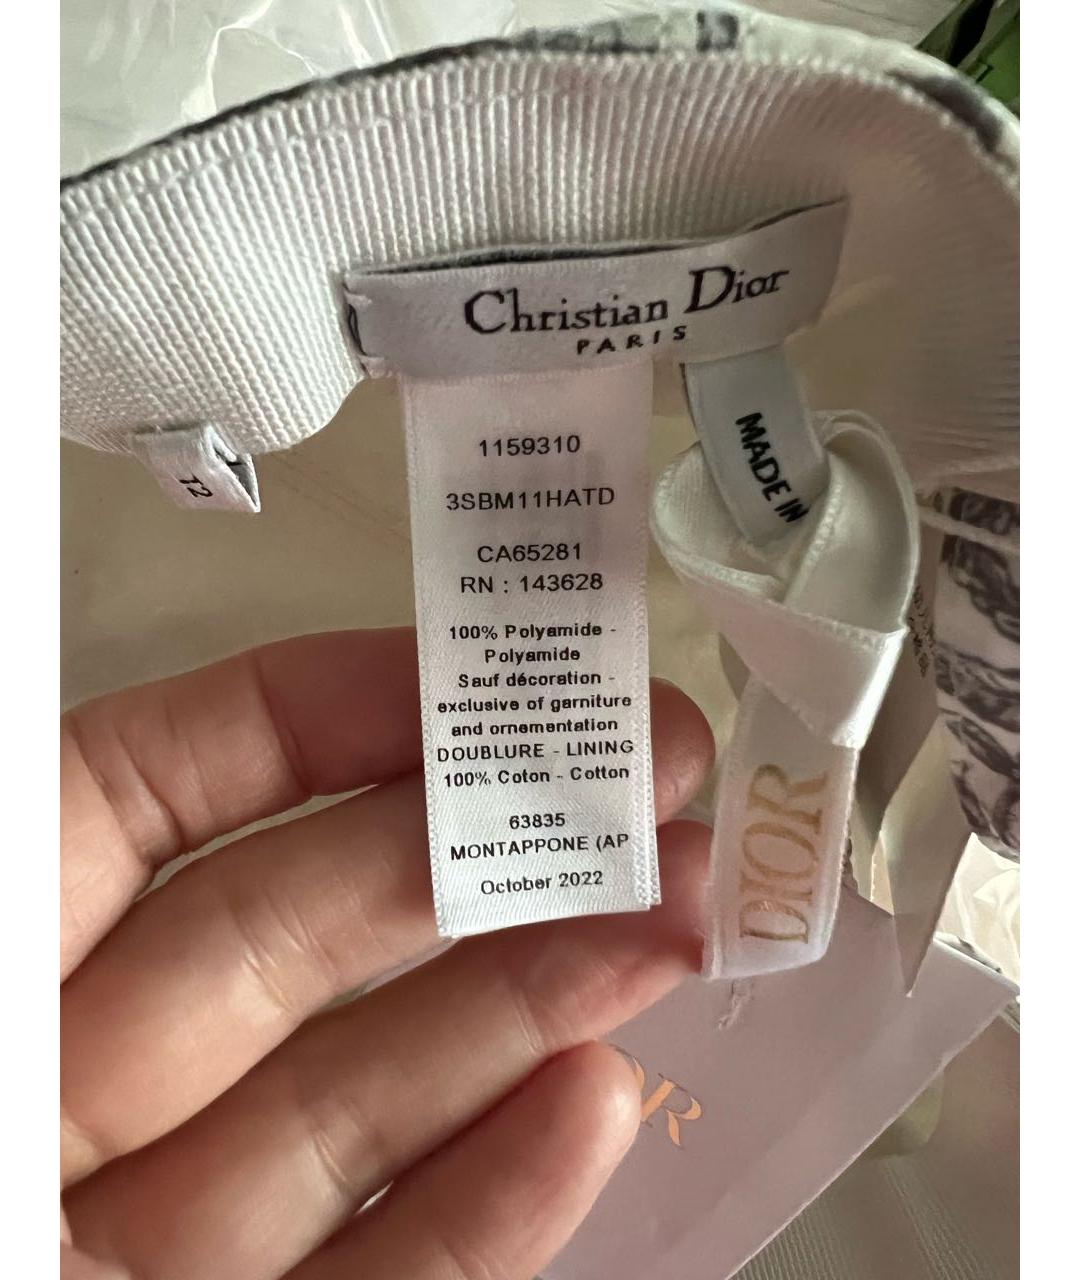 Christian Dior
PARIS
12
MADE IN
1159310
3SBM11HATD
CA65281
RN : 143628
100% Polyamide -
Polyamide
Sauf décoration -
exclusive of garniture
and ornementation
DOUBLURE - LINING
100% Coton - Cotton
63835
MONTAPPONE (AP
October 2022
DIOR
OR